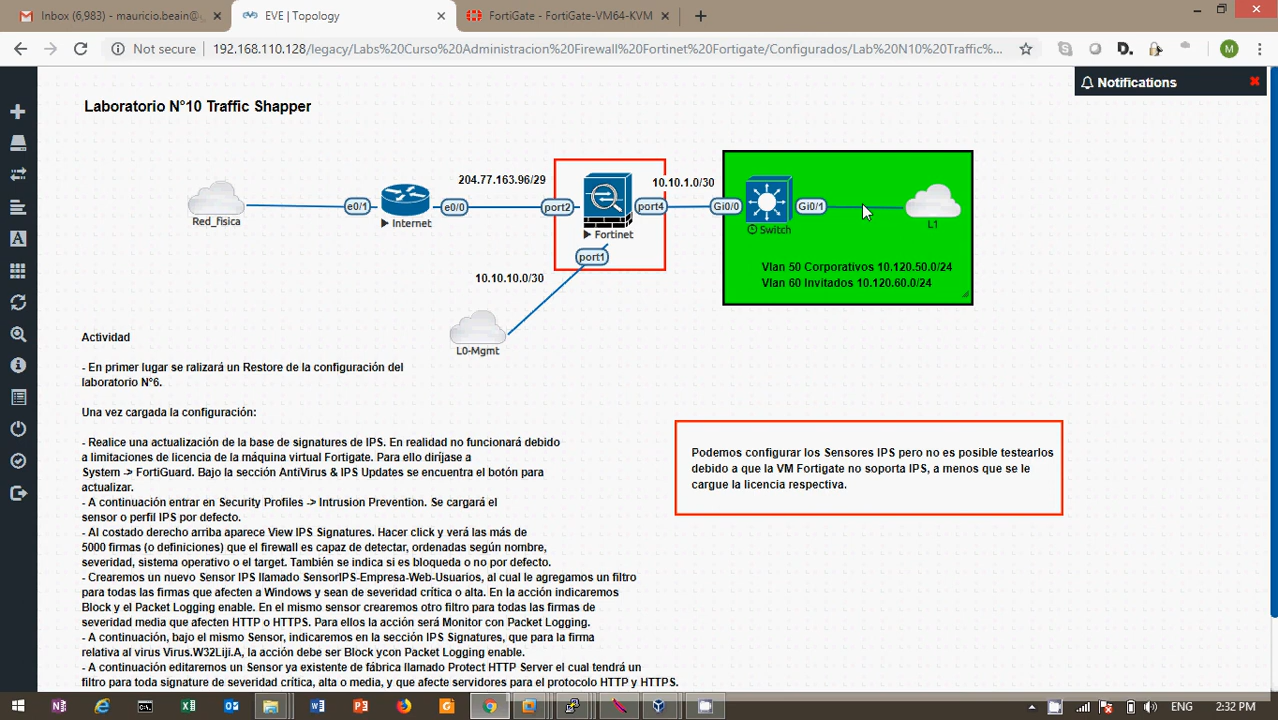 Inbox (6,983) - mauricio.beain@g
EVE | Topology
FortiGate - FortiGate-VM64-KVM
Not secure
192.168.110.128/legacy/Labs%20Curso%20Administracion%20Firewall%20Fortinet%20Fortigate/Configurados/Lab%20N10%20Traffic%...
D.
M
Notifications
Laboratorio N°10 Traffic Shapper
204.77.163.96/29
10.10.1.0/30
Red_fisica
e0/1
Internet
e0/0
port2
Fortinet
port4
port1
Gi0/0
Switch
Gi0/1
L1
Vlan 50 Corporativos 10.120.50.0/24
Vlan 60 Invitados 10.120.60.0/24
10.10.10.0/30
L0-Mgmt
Actividad
- En primer lugar se ralizará un Restore de la configuración del
laboratorio N°6.
Una vez cargada la configuración:
- Realice una actualización de la base de signatures de IPS. En realidad no funcionará debido
a limitaciones de licencia de la máquina virtual Fortigate. Para ello diríjase a
System -> FortiGuard. Bajo la sección AntiVirus & IPS Updates se encuentra el botón para
actualizar.
- A continuación entrar en Security Profiles -> Intrusion Prevention. Se cargará el
sensor o perfil IPS por defecto.
- Al costado derecho arriba aparece View IPS Signatures. Hacer click y verá las más de
5000 firmas (o definiciones) que el firewall es capaz de detectar, ordenadas según nombre,
severidad, sistema operativo o el target. También se indica si es bloqueda o no por defecto.
- Crearemos un nuevo Sensor IPS llamado SensorIPS-Empresa-Web-Usuarios, al cual le agregamos un filtro
para todas las firmas que afecten a Windows y sean de severidad crítica o alta. En la acción indicaremos
Block y el Packet Logging enable. En el mismo sensor crearemos otro filtro para todas las firmas de
severidad media que afecten HTTP o HTTPS. Para ellos la acción será Monitor con Packet Logging.
- A continuación, bajo el mismo Sensor, indicaremos en la sección IPS Signatures, que para la firma
relativa al virus Virus.W32Liji.A, la acción debe ser Block ycon Packet Logging enable.
- A continuación editaremos un Sensor ya existente de fábrica llamado Protect HTTP Server el cual tendrá un
filtro para toda signature de severidad crítica, alta o media, y que afecte servidores para el protocolo HTTP y HTTPS.
Podemos configurar los Sensores IPS pero no es posible testearlos
debido a que la VM Fortigate no soporta IPS, a menos que se le
cargue la licencia respectiva.
ENG
2:32 PM